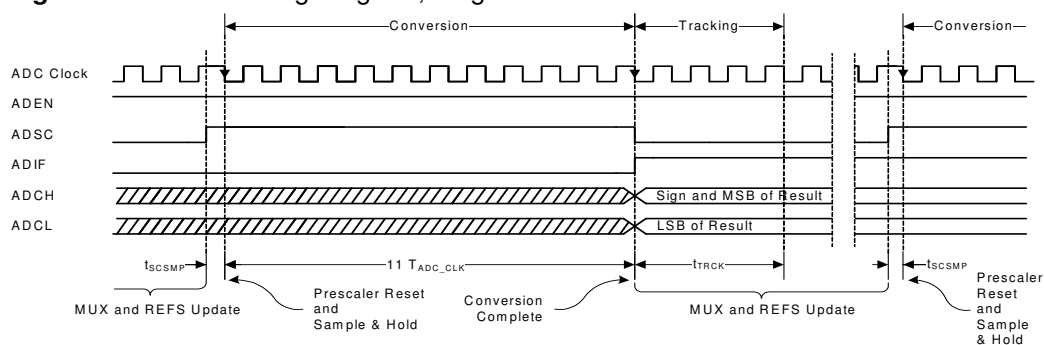 Conversion
Tracking
Conversion
ADC Clock
ADEN
ADSC
ADIF
ADCH
Sign and MSB of Result
ADCL
LSB of Result
tSCSMP
11 TADC_CLK
tTRCK
tSCSMP
MUX and REFS Update
Prescaler Reset
and
Sample & Hold
Conversion
Complete
MUX and REFS Update
Prescaler
Reset
and
Sample
& Hold